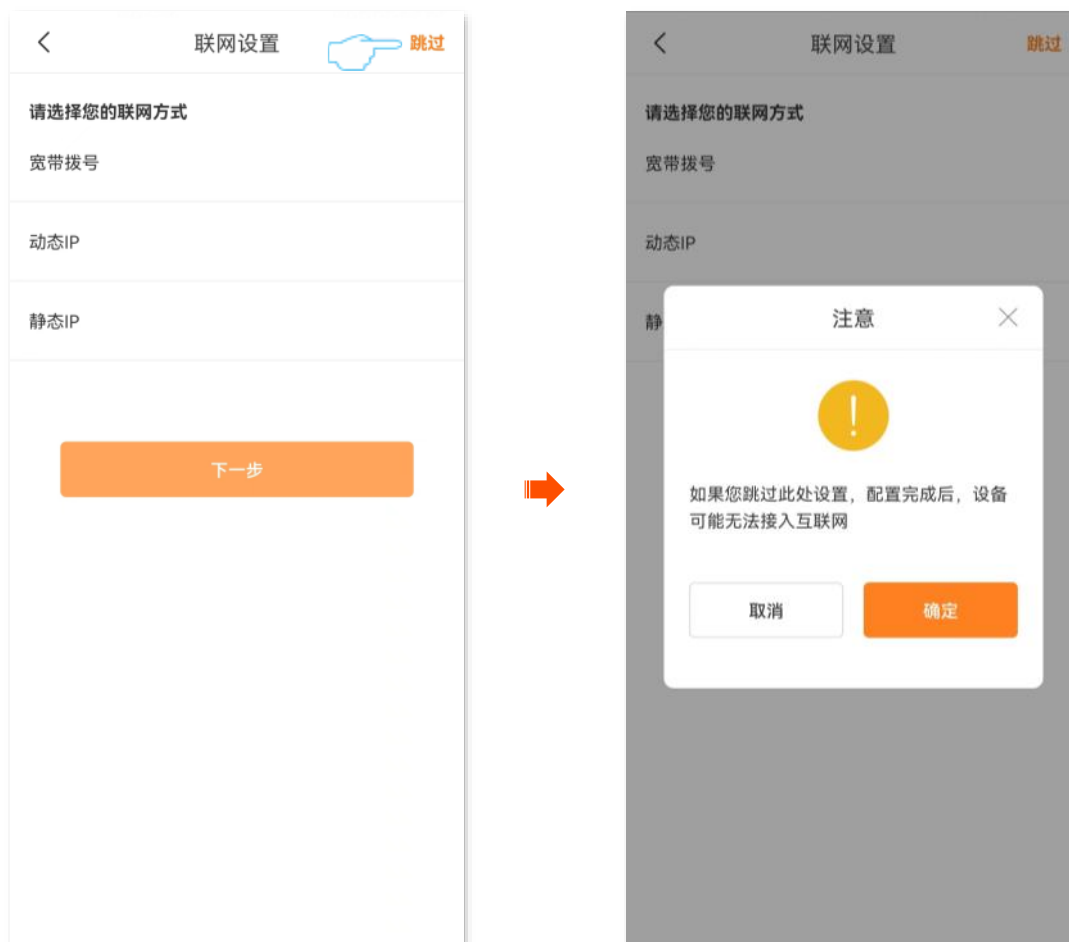 联网设置
跳过
请选择您的联网方式
宽带拨号
动态IP
静态IP
下一步
联网设置
跳过
请选择您的联网方式
宽带拨号
动态IP
静
注意
如果您跳过此处设置，配置完成后，设备
可能无法接入互联网
取消
确定